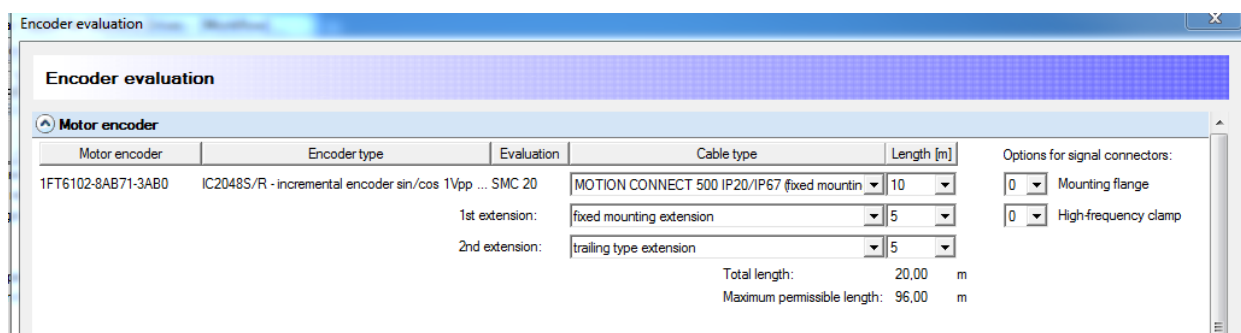 Encoder evaluation
Encoder evaluation
Motor encoder
Motor encoder Encoder type Evaluation Cable type Length [m] Options for signal connectors:
1FT6102-8AB71-3AB0 IC2048S/R - incremental encoder sin/cos 1Vpp ... SMC 20 MOTION CONNECT 500 IP20/IP67 (fixed mountin 10 0 Mounting flange
1st extension: fixed mounting extension 5 0 High-frequency clamp
2nd extension: trailing type extension 5
Total length: 20,00 m
Maximum permissible length: 96,00 m